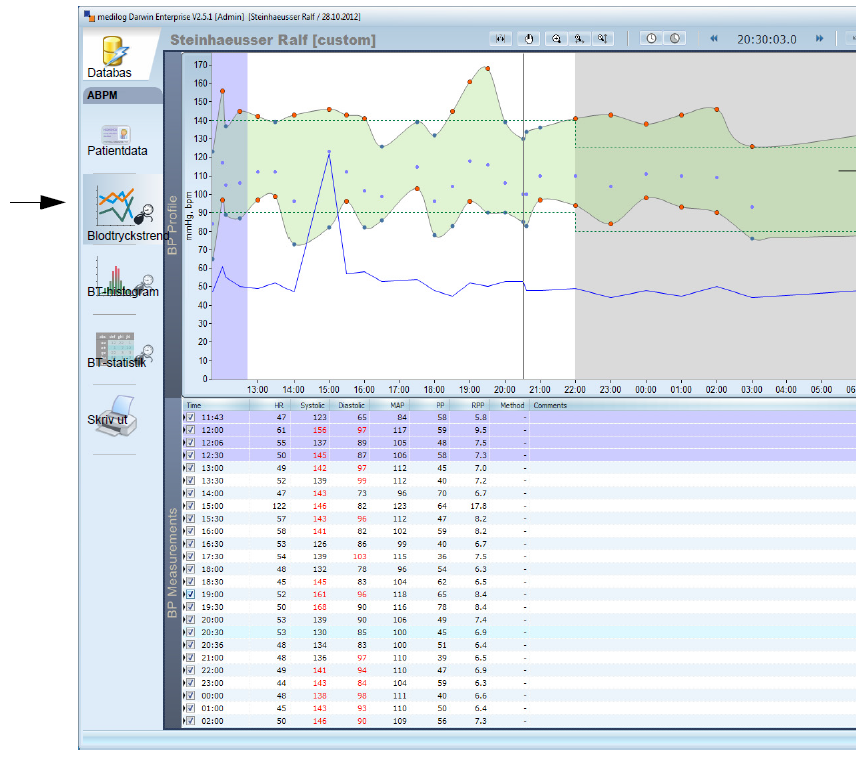 medilog Darwin Enterprise V2.5.1 [Admin] [Steinhaeusser Ralf / 28.10.2012]
Steinhaeusser Ralf [custom]
20:30:03.0
Databas
ABPM
Patientdata
Blodtryckstrend
BT-histogram
BT-statistik
Skriv ut
BP Profile
mmHg, bpm
170
160
150
140
130
120
110
100
90
80
70
60
50
40
30
20
10
0
13:00 14:00 15:00 16:00 17:00 18:00 19:00 20:00 21:00 22:00 23:00 00:00 01:00 02:00 03:00 04:00 05:00 06
BP Measurements
Time HR Systolic Diastolic MAP PP RPP Method Comments
11:43 47 123 65 84 58 5.8 -
12:00 61 156 97 117 59 9.5 -
12:06 55 137 89 105 48 7.5 -
12:30 50 145 87 106 58 7.3 -
13:00 49 142 97 112 45 7.0 -
13:30 52 139 99 112 40 7.2 -
14:00 47 143 73 96 70 6.7 -
15:00 122 146 82 123 64 17.8 -
15:30 57 143 96 112 47 8.2 -
16:00 58 141 82 102 59 8.2 -
16:30 53 126 86 99 40 6.7 -
17:30 54 139 103 115 36 7.5 -
18:00 48 132 78 96 54 6.3 -
18:30 45 145 83 104 62 6.5 -
19:00 52 161 96 118 65 8.4 -
19:30 50 168 90 116 78 8.4 -
20:00 53 139 90 106 49 7.4 -
20:30 53 130 85 100 45 6.9 -
20:36 48 134 83 100 51 6.4 -
21:00 48 136 97 110 39 6.5 -
22:00 49 141 94 110 47 6.9 -
23:00 44 143 84 104 59 6.3 -
00:00 48 138 98 111 40 6.6 -
01:00 45 143 93 110 50 6.4 -
02:00 50 146 90 109 56 7.3 -